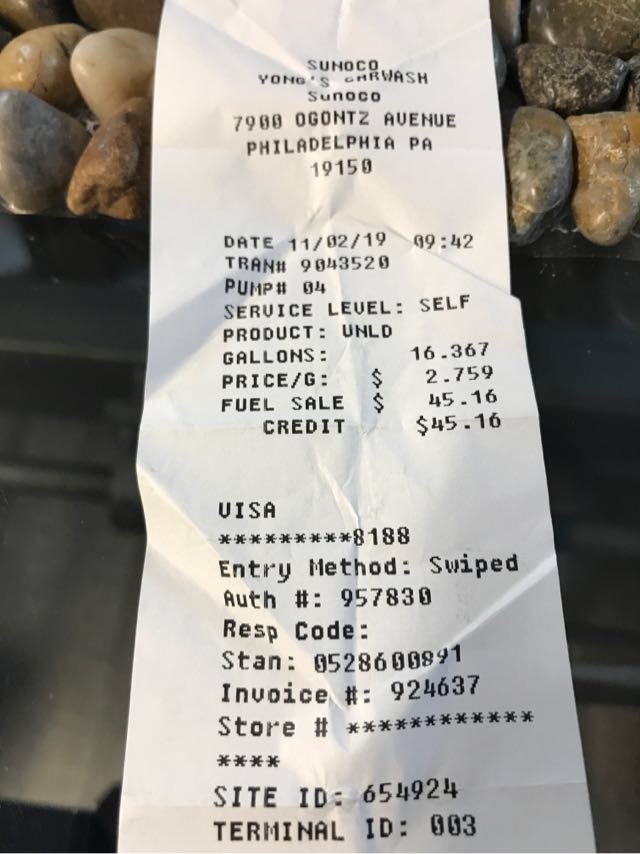 SUNOCO
YONG'S CARWASH
Sunoco
7900 OGONTZ AVENUE
PHILADELPHIA PA
19150
DATE 11/02/19 09:42
TRAN# 9043520
PUMP# 04
SERVICE LEVEL: SELF
PRODUCT: UNLD
GALLONS: 16.367
PRICE/G: $ 2.759
FUEL SALE $ 45.16
CREDIT $45.16
VISA
*********8188
Entry Method: Swiped
Auth #: 957830
Resp Code:
Stan: 0528600891
Invoice #: 924637
Store # ************
****
SITE ID: 654924
TERMINAL ID: 003